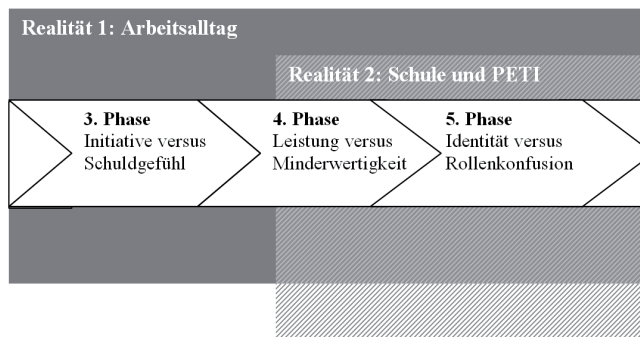 Realität 1: Arbeitsalltag
Realität 2: Schule und PETI
3. Phase
Initiative versus
Schuldgefühl
4. Phase
Leistung versus
Minderwertigkeit
5. Phase
Identität versus
Rollenkonfusion